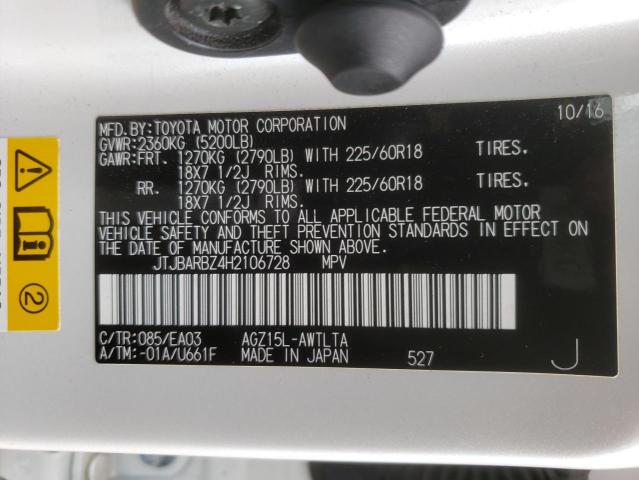 MFD.BY:TOYOTA MOTOR CORPORATION 10/16
GVWR:2360KG (5200LB)
GAWR:FRT. 1270KG (2790LB) WITH 225/60R18 TIRES.
18X7 1/2J RIMS.
RR. 1270KG (2790LB) WITH 225/60R18 TIRES.
18X7 1/2J RIMS.
THIS VEHICLE CONFORMS TO ALL APPLICABLE FEDERAL MOTOR
VEHICLE SAFETY AND THEFT PREVENTION STANDARDS IN EFFECT ON
THE DATE OF MANUFACTURE SHOWN ABOVE.
JTJBARBZ4H2106728 MPV
C/TR:085/EA03 AGZ15L-AWTLTA
A/TM:-01A/U661F MADE IN JAPAN 527 J
2